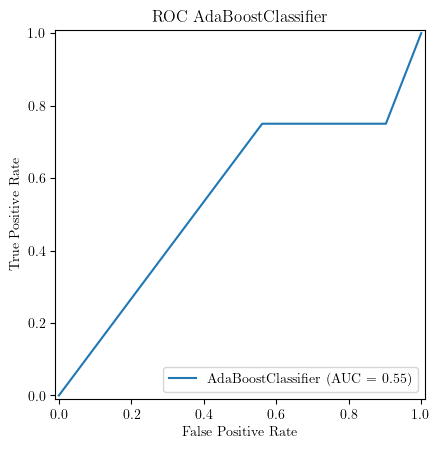 ROC AdaBoostClassifier
1.0
0.8
0.6
0.4
0.2
0.0
True Positive Rate
AdaBoostClassifier (AUC = 0.55)
0.0 0.2 0.4 0.6 0.8 1.0
False Positive Rate